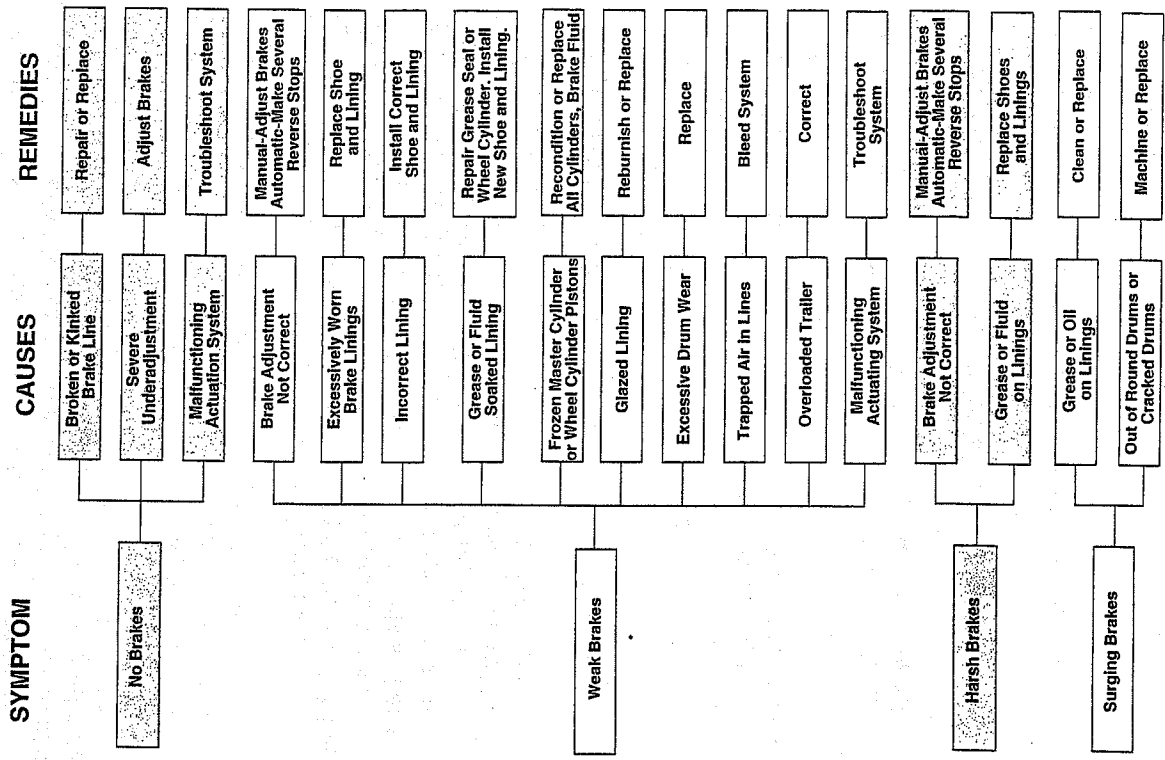 SYMPTOM
CAUSES
REMEDIES
No Brakes
Broken or Kinked
Brake Line
Repair or Replace
Severe
Underadjustment
Adjust Brakes
Malfunctioning
Actuation System
Troubleshoot System
Weak Brakes
Brake Adjustment
Not Correct
Manual-Adjust Brakes
Automatic-Make Several
Reverse Stops
Excessively Worn
Brake Linings
Replace Shoe
and Lining
Incorrect Lining
Install Correct
Shoe and Lining
Grease or Fluid
Soaked Lining
Repair Grease Seal or
Wheel Cylinder. Install
New Shoe and Lining.
Frozen Master Cylinder
or Wheel Cylinder Pistons
Recondition or Replace
All Cylinders, Brake Fluid
Glazed Lining
Reburnish or Replace
Excessive Drum Wear
Replace
Trapped Air in Lines
Bleed System
Overloaded Trailer
Correct
Malfunctioning
Actuating System
Troubleshoot
System
Harsh Brakes
Brake Adjustment
Not Correct
Manual-Adjust Brakes
Automatic-Make Several
Reverse Stops
Grease or Fluid
on Linings
Replace Shoes
and Linings
Surging Brakes
Grease or Oil
on Linings
Clean or Replace
Out of Round Drums or
Cracked Drums
Machine or Replace